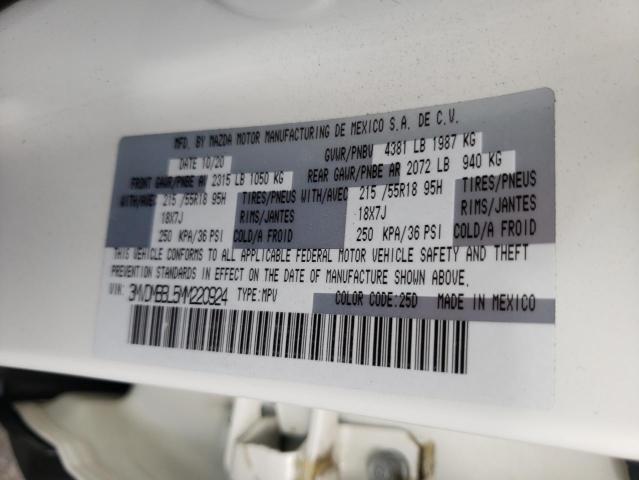 MFD. BY MAZDA MOTOR MANUFACTURING DE MEXICO S.A. DE C.V.
DATE 10/20 GVWR/PNBV 4381 LB 1987 KG
FRONT GAWR/PNBE AV 2315 LB 1050 KG REAR GAWR/PNBE AR 2072 LB 940 KG
WITH/AVEC 215 /55R18 95H TIRES/PNEUS WITH/AVEC 215 /55R18 95H TIRES/PNEUS
18X7J RIMS/JANTES 18X7J RIMS/JANTES
250 KPA/36 PSI COLD/A FROID 250 KPA/36 PSI COLD/A FROID
THIS VEHICLE CONFORMS TO ALL APPLICABLE FEDERAL MOTOR VEHICLE SAFETY AND THEFT
PREVENTION STANDARDS IN EFFECT ON THE DATE OF MANUFACTURE SHOWN ABOVE.
VIN: 3MVDMBBL5MM220924 TYPE:MPV COLOR CODE:25D MADE IN MEXICO